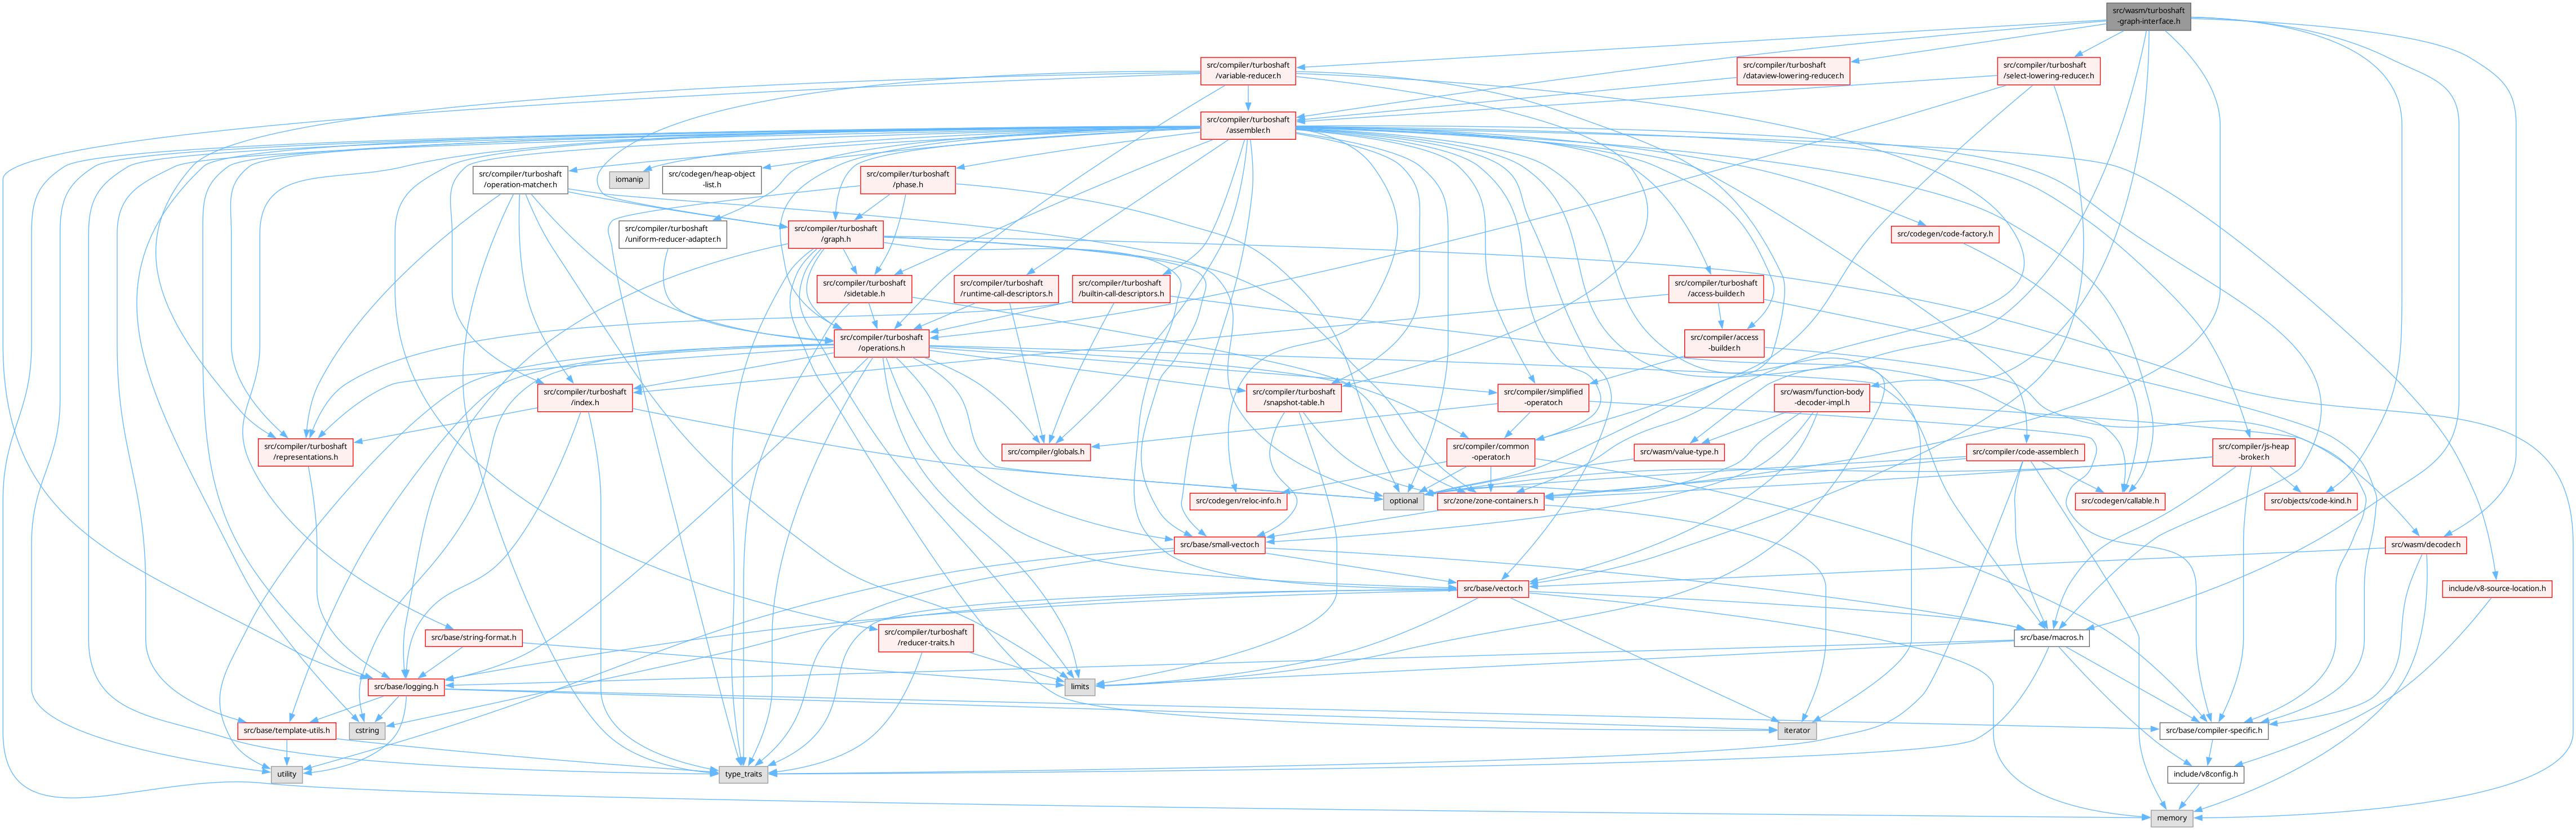 src/wasm/turboshaft
-graph-interface.h
src/compiler/turboshaft
/variable-reducer.h
src/compiler/turboshaft
/dataview-lowering-reducer.h
src/compiler/turboshaft
/select-lowering-reducer.h
src/compiler/turboshaft
/assembler.h
src/compiler/turboshaft
/operation-matcher.h
iomanip
src/codegen/heap-object
-list.h
src/compiler/turboshaft
/phase.h
src/compiler/turboshaft
/uniform-reducer-adapter.h
src/compiler/turboshaft
/graph.h
src/codegen/code-factory.h
src/compiler/turboshaft
/sidetable.h
src/compiler/turboshaft
/runtime-call-descriptors.h
src/compiler/turboshaft
/builtin-call-descriptors.h
src/compiler/turboshaft
/access-builder.h
src/compiler/turboshaft
/operations.h
src/compiler/access
-builder.h
src/compiler/turboshaft
/index.h
src/compiler/turboshaft
/snapshot-table.h
src/compiler/simplified
-operator.h
src/wasm/function-body
-decoder-impl.h
src/compiler/turboshaft
/representations.h
src/compiler/globals.h
src/compiler/common
-operator.h
src/wasm/value-type.h
src/compiler/code-assembler.h
src/compiler/js-heap
-broker.h
src/codegen/reloc-info.h
optional
src/zone/zone-containers.h
src/codegen/callable.h
src/objects/code-kind.h
src/base/small-vector.h
src/wasm/decoder.h
src/base/vector.h
include/v8-source-location.h
src/base/string-format.h
src/compiler/turboshaft
/reducer-traits.h
src/base/macros.h
src/base/logging.h
limits
src/base/template-utils.h
cstring
iterator
src/base/compiler-specific.h
utility
type_traits
include/v8config.h
memory